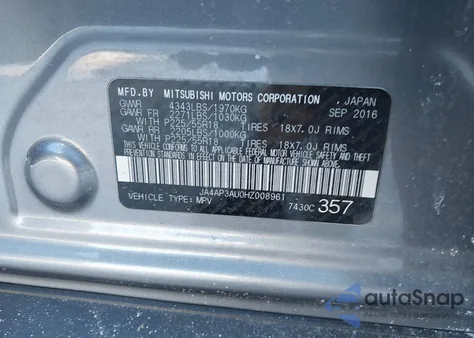 MFD.BY MITSUBISHI MOTORS CORPORATION , JAPAN
GVWR 4343LBS/1970KG SEP 2016
GAWR FR 2271LBS/1030KG
WITH P225/55R18 TIRES 18X7.0J RIMS
GAWR RR 2205LBS/1000KG
WITH P225/55R18 TIRES 18X7.0J RIMS
THIS VEHICLE CONFORMS TO ALL APPLICABLE FEDERAL MOTOR VEHICLE SAFETY AND THEFT
PREVENTION STANDARDS IN EFFECT ON THE DATE OF MANUFACTURE SHOWN ABOVE.
JA4AP3AU0HZ008961
VEHICLE TYPE: MPV 7430C 357
autoSnap